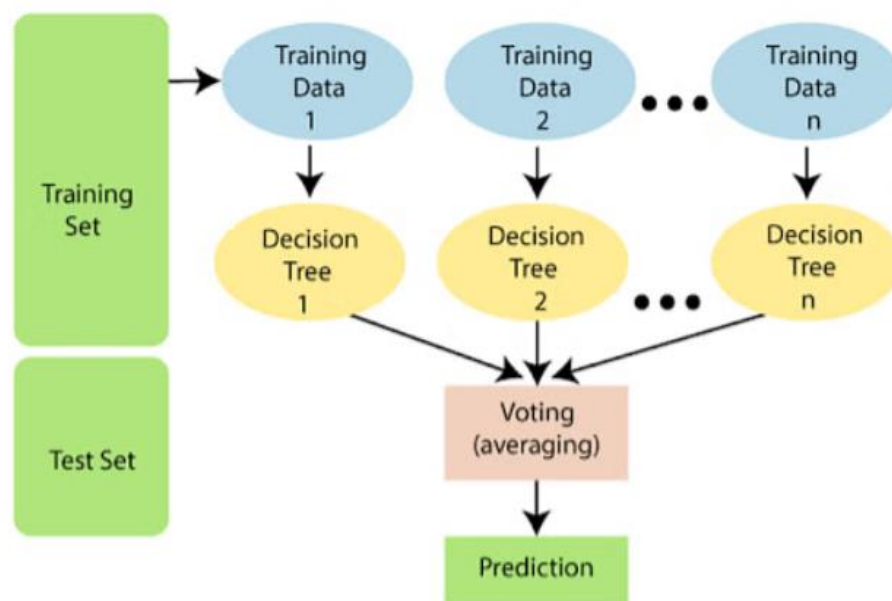 Training
Set
Test Set
Training
Data
1
Training
Data
2
Training
Data
n
Decision
Tree
1
Decision
Tree
2
Decision
Tree
n
Voting
(averaging)
Prediction